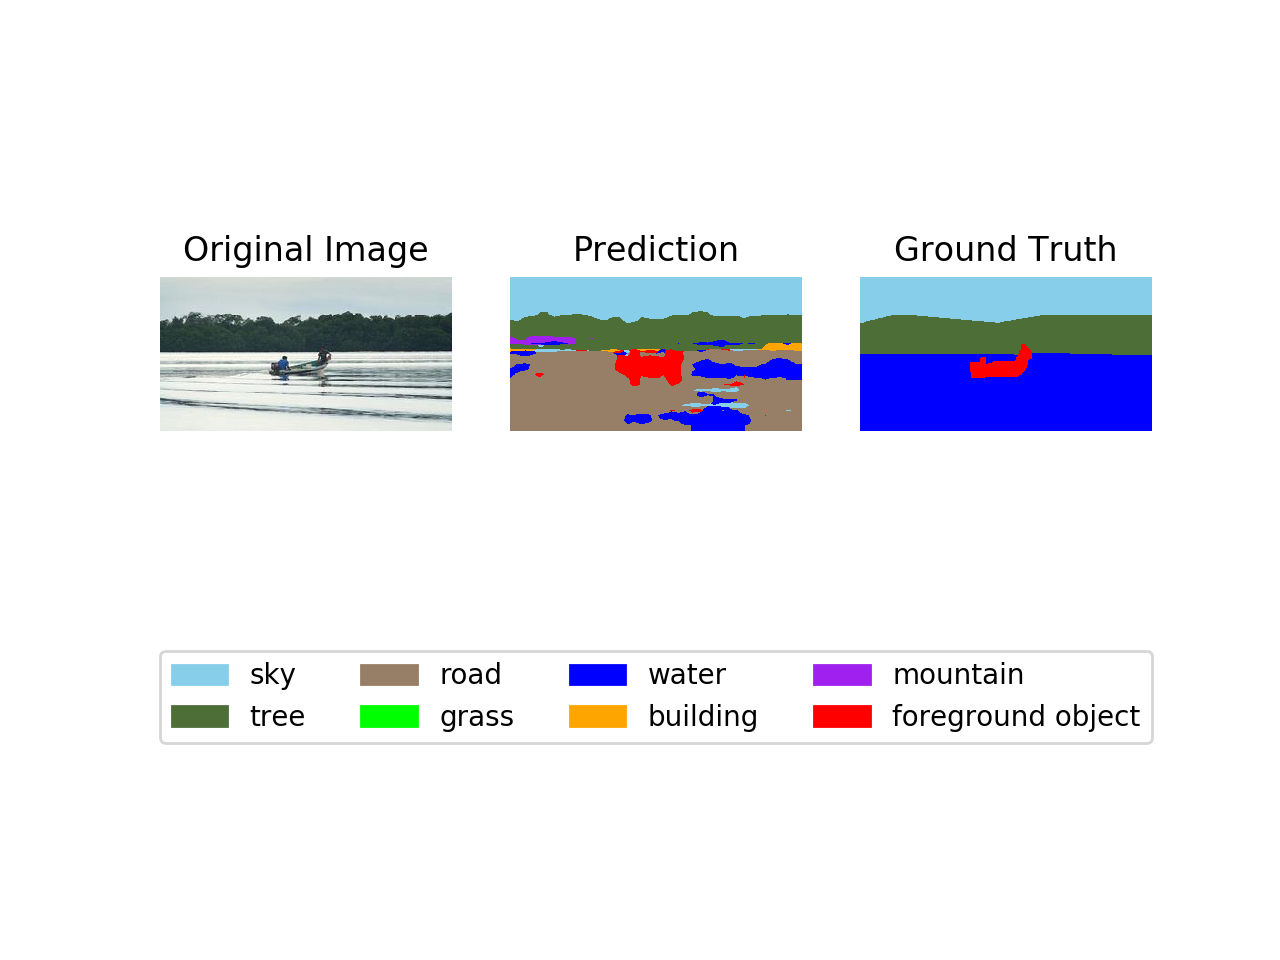 Original Image
Prediction
Ground Truth
sky
road
water
mountain
tree
grass
building
foreground object